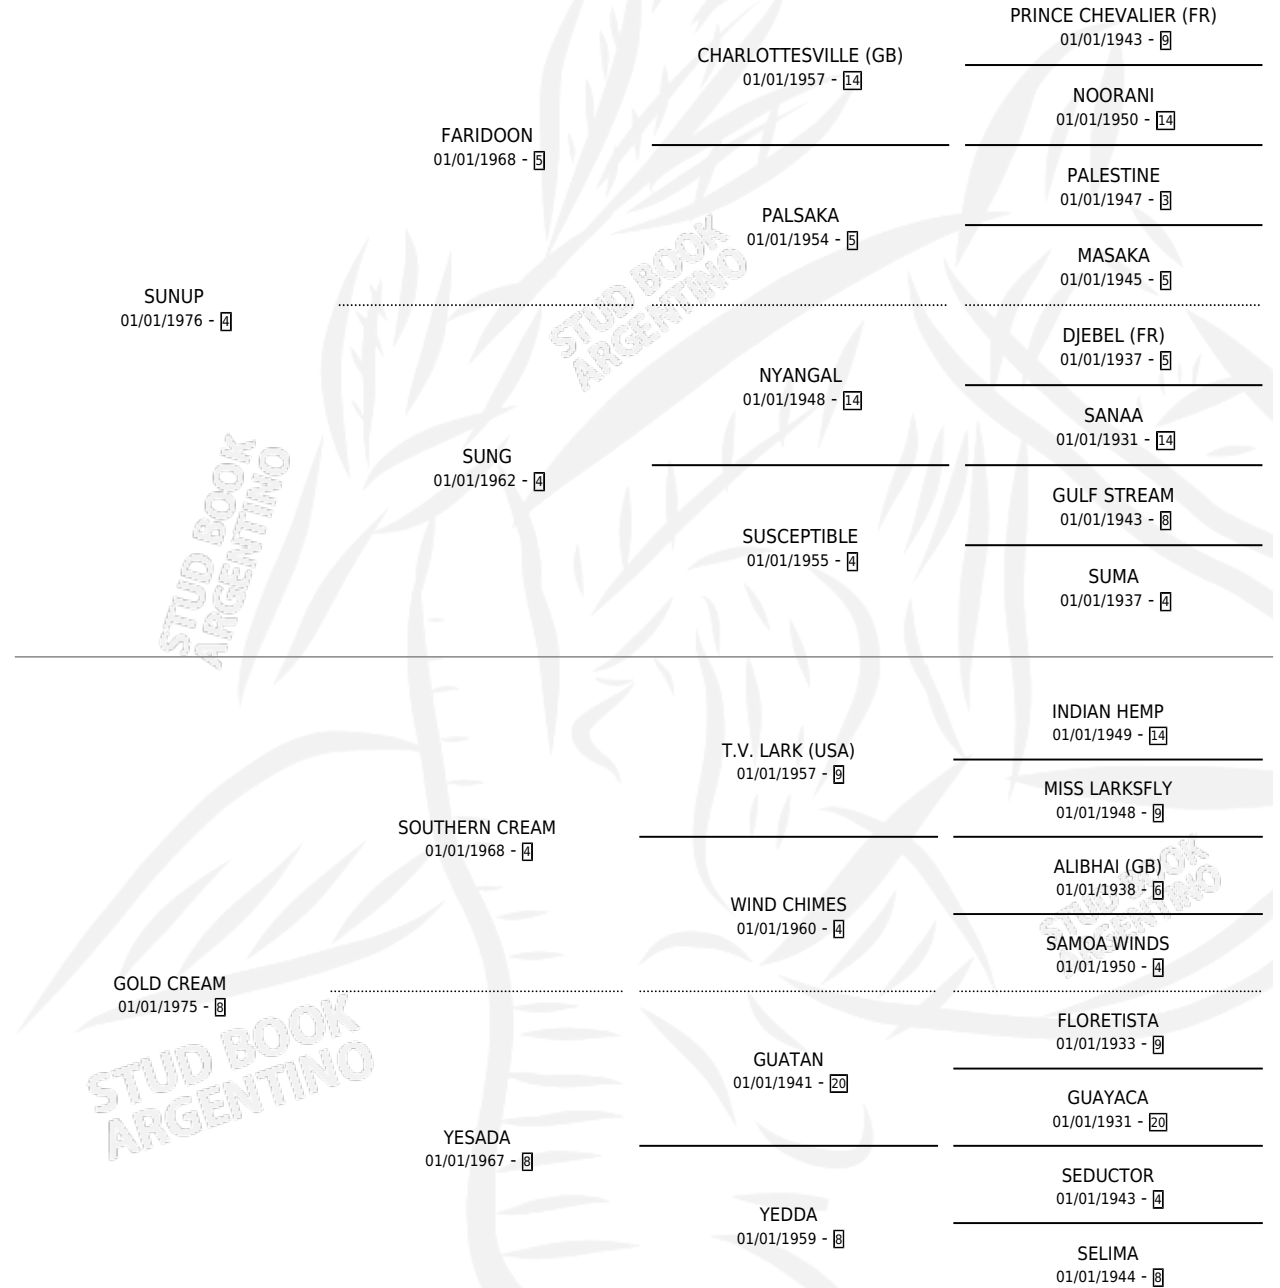 PRINCE CHEVALIER (FR)
01/01/1943 - 9
CHARLOTTESVILLE (GB)
01/01/1957 - 14
NOORANI
01/01/1950 - 14
FARIDOON
01/01/1968 - 5
PALESTINE
01/01/1947 - 3
PALSAKA
01/01/1954 - 5
MASAKA
01/01/1945 - 5
SUNUP
01/01/1976 - 4
DJEBEL (FR)
01/01/1937 - 5
NYANGAL
01/01/1948 - 14
SANAA
01/01/1931 - 14
SUNG
01/01/1962 - 4
GULF STREAM
01/01/1943 - 8
SUSCEPTIBLE
01/01/1955 - 4
SUMA
01/01/1937 - 4
STUD BOOK
ARGENTINO
STUD BOOK
ARGENTINO
INDIAN HEMP
01/01/1949 - 14
T.V. LARK (USA)
01/01/1957 - 9
MISS LARKSFLY
01/01/1948 - 9
SOUTHERN CREAM
01/01/1968 - 4
ALIBHAI (GB)
01/01/1938 - 6
WIND CHIMES
01/01/1960 - 4
SAMOA WINDS
01/01/1950 - 4
GOLD CREAM
01/01/1975 - 8
FLORETISTA
01/01/1933 - 9
GUATAN
01/01/1941 - 20
GUAYACA
01/01/1931 - 20
YESADA
01/01/1967 - 8
SEDUCTOR
01/01/1943 - 4
YEDDA
01/01/1959 - 8
SELIMA
01/01/1944 - 8
STUD BOOK
ARGENTINO
STUD BOOK
ARGENTINO